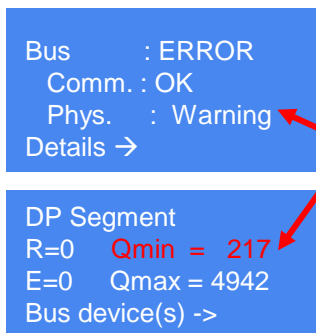 Bus : ERROR
Comm. : OK
Phys. : Warning
Details →
DP Segment
R=0 Qmin = 217
E=0 Qmax = 4942
Bus device(s) ->